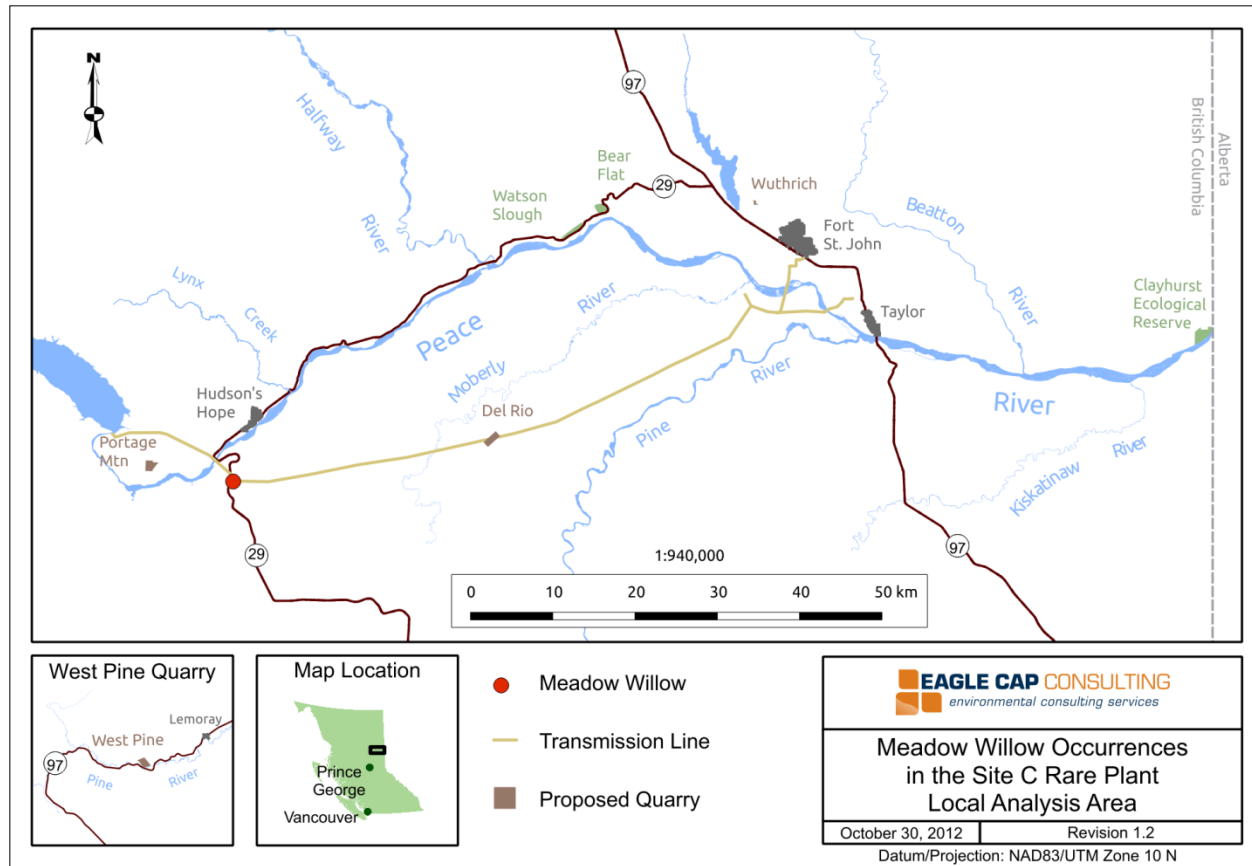 N
97
Halfway
River
Bear
Flat
29
Wuthrich
Watson
Slough
Fort
St. John
Beatton
River
British Columbia
Alberta
Lynx
Creek
Peace
Moberly
River
Taylor
Clayhurst
Ecological
Reserve
Hudson's
Hope
Del Rio
Pine
River
River
Portage
Mtn
Kiskatinaw
River
29
97
1:940,000
0 10 20 30 40 50 km
West Pine Quarry
Lemoray
West Pine
97
Pine
River
Map Location
Prince
George
Vancouver
Meadow Willow
Transmission Line
Proposed Quarry
EAGLE CAP CONSULTING
environmental consulting services
Meadow Willow Occurrences
in the Site C Rare Plant
Local Analysis Area
October 30, 2012 Revision 1.2
Datum/Projection: NAD83/UTM Zone 10 N